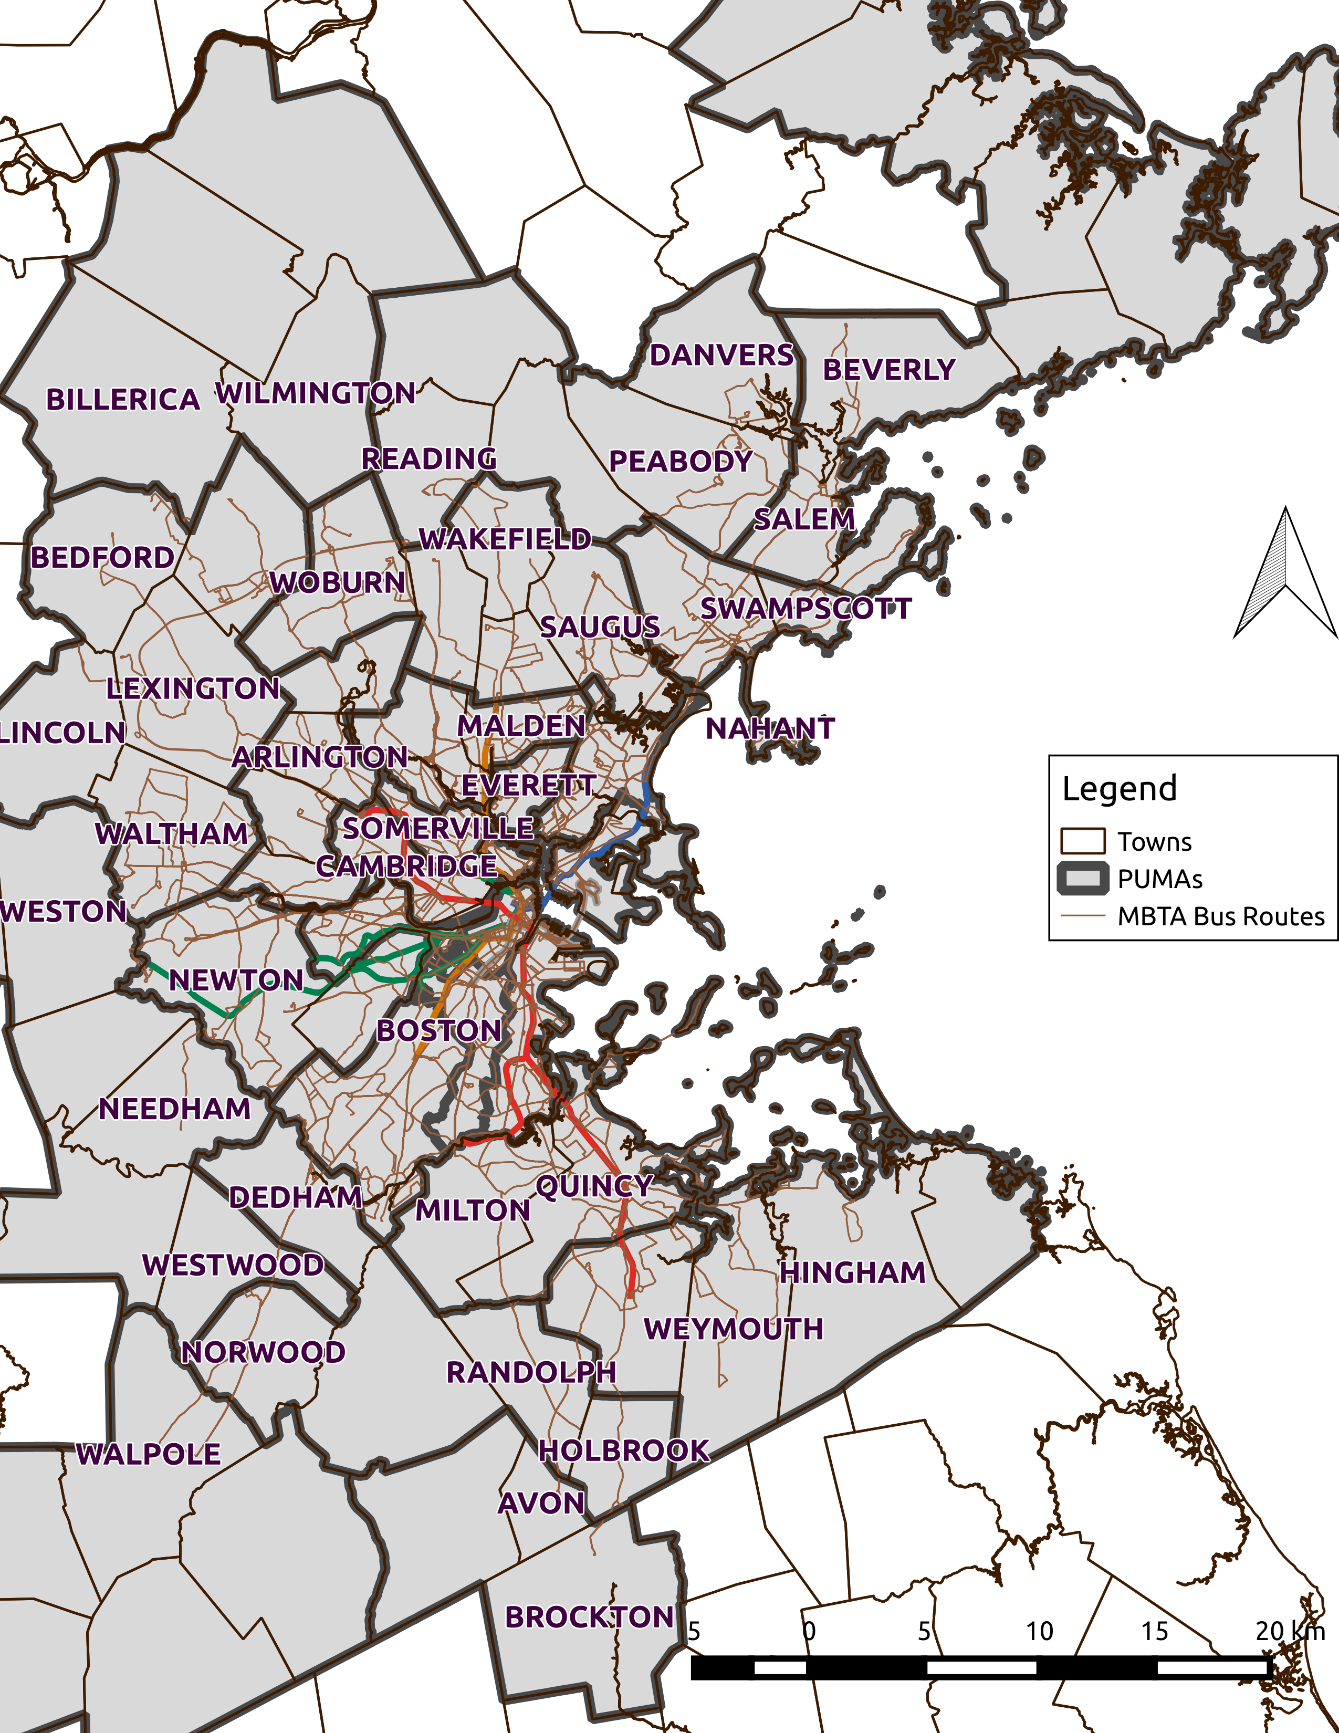 DANVERS
BEVERLY
BILLERICA
WILMINGTON
READING
PEABODY
SALEM
WAKEFIELD
BEDFORD
WOBURN
SWAMPSCOTT
SAUGUS
LEXINGTON
LINCOLN
MALDEN
NAHANT
ARLINGTON
EVERETT
Legend
SOMERVILLE
WALTHAM
Towns
CAMBRIDGE
PUMAs
WESTON
MBTA Bus Routes
NEWTON
BOSTON
NEEDHAM
QUINCY
DEDHAM
MILTON
WESTWOOD
HINGHAM
WEYMOUTH
NORWOOD
RANDOLPH
HOLBROOK
WALPOLE
AVON
BROCKTON
5 0 5 10 15 20 km